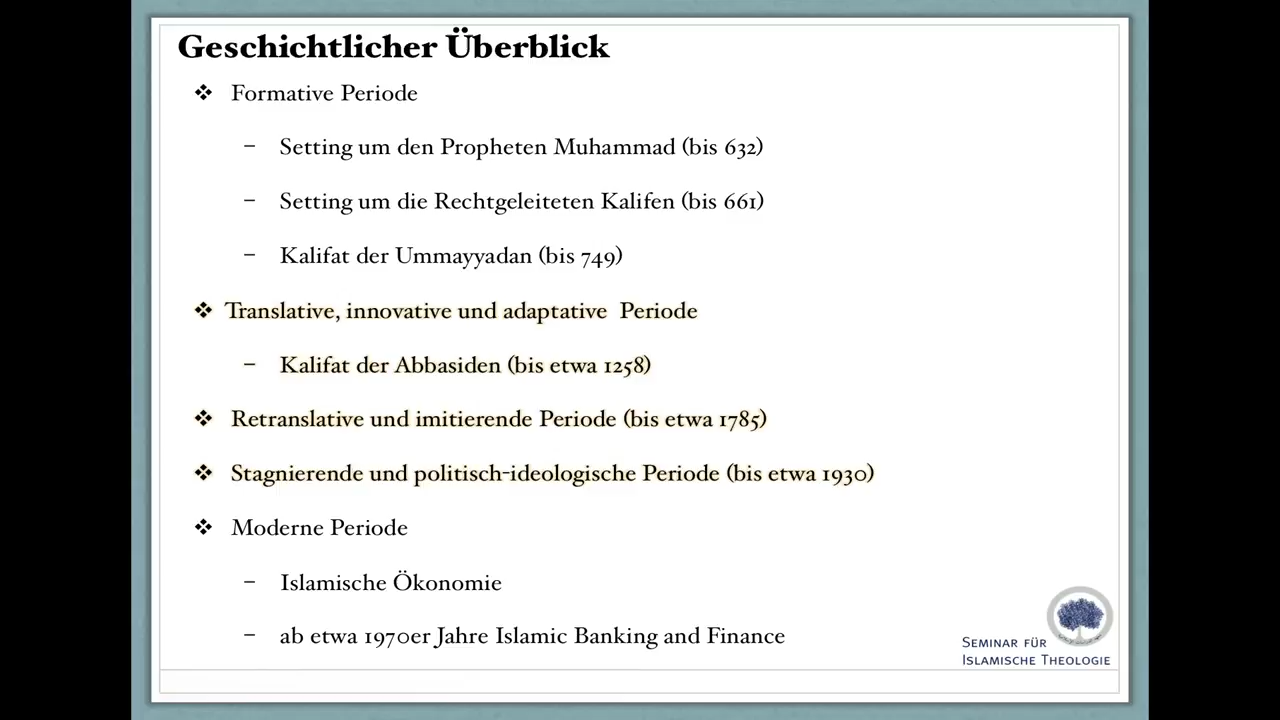 Geschichtlicher Überblick
❖ Formative Periode
– Setting um den Propheten Muhammad (bis 632)
– Setting um die Rechtgeleiteten Kalifen (bis 661)
– Kalifat der Ummayyadan (bis 749)
❖ Translative, innovative und adaptative Periode
– Kalifat der Abbasiden (bis etwa 1258)
❖ Retranslative und imitierende Periode (bis etwa 1785)
❖ Stagnierende und politisch-ideologische Periode (bis etwa 1930)
❖ Moderne Periode
– Islamische Ökonomie
– ab etwa 1970er Jahre Islamic Banking and Finance
Seminar für
Islamische Theologie